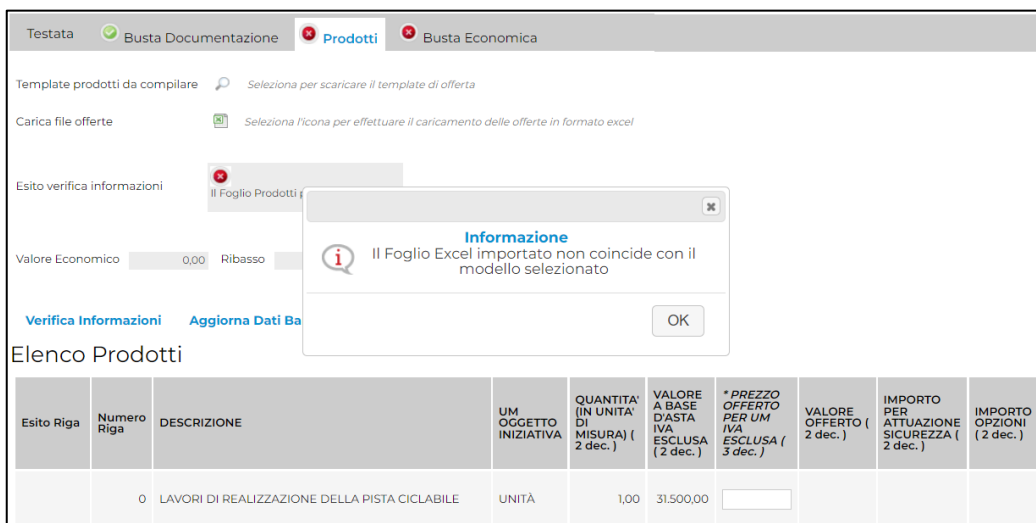 Testata Busta Documentazione Prodotti Busta Economica
Template prodotti da compilare Seleziona per scaricare il template di offerta
Carica file offerte Seleziona l'icona per effettuare il caricamento delle offerte in formato excel
Esito verifica informazioni
Il Foglio Prodotti
Informazione
Il Foglio Excel importato non coincide con il
modello selezionato
OK
Valore Economico 0,00 Ribasso
Verifica Informazioni Aggiorna Dati Ba
Elenco Prodotti
Esito Riga
Numero
Riga
DESCRIZIONE
UM
OGGETTO
INIZIATIVA
QUANTITA'
(IN UNITA'
DI
MISURA) (
2 dec. )
VALORE
A BASE
D'ASTA
IVA
ESCLUSA
( 2 dec. )
* PREZZO
OFFERTO
PER UM
IVA
ESCLUSA (
3 dec. )
VALORE
OFFERTO (
2 dec. )
IMPORTO
PER
ATTUAZIONE
SICUREZZA (
2 dec. )
IMPORTO
OPZIONI
( 2 dec. )
0 LAVORI DI REALIZZAZIONE DELLA PISTA CICLABILE UNITÀ 1,00 31.500,00